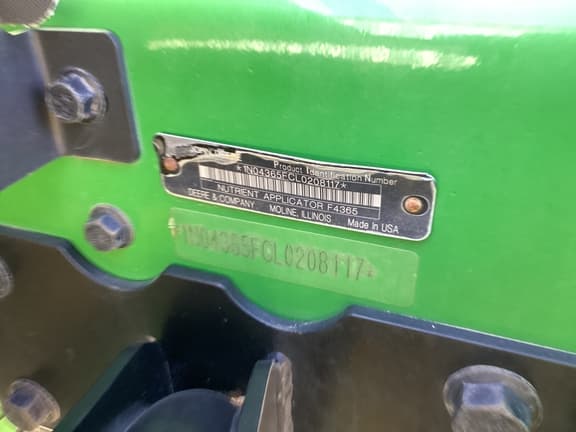 Product Identification Number
*1N04365FCL0208117*
NUTRIENT APPLICATOR F4365
DEERE & COMPANY MOLINE, ILLINOIS
Made in USA
*1N04365FCL0208117*